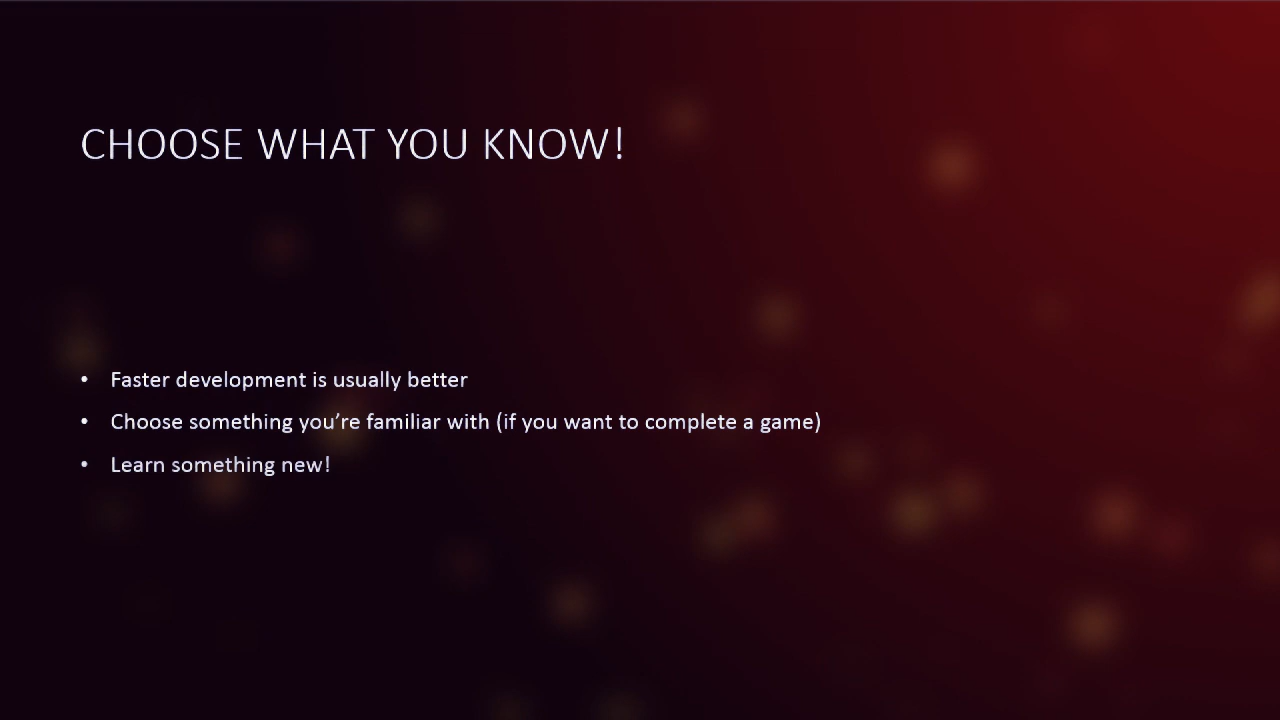 CHOOSE WHAT YOU KNOW!
• Faster development is usually better
• Choose something you’re familiar with (if you want to complete a game)
• Learn something new!